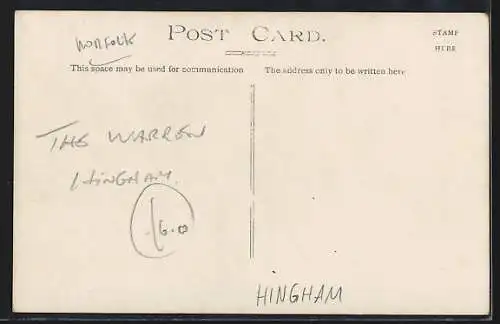 NORFOLK
POST CARD.
STAMP
HERE
This space may be used for communication
The address only to be written here
THE WARREN
HINGHAM.
16.0
HINGHAM